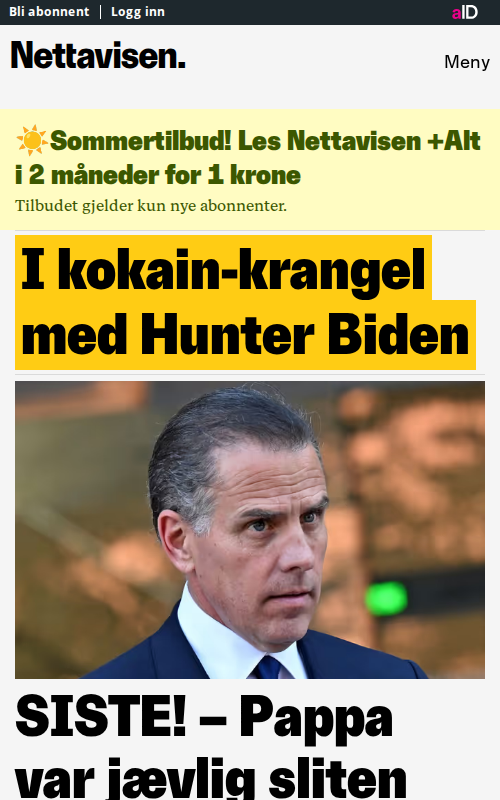 Bli abonnent | Logg inn aID
Nettavisen.
Meny
☀️Sommertilbud! Les Nettavisen +Alt
i 2 måneder for 1 krone
Tilbudet gjelder kun nye abonnenter.
I kokain-krangel
med Hunter Biden
SISTE! – Pappa
var jævlig sliten